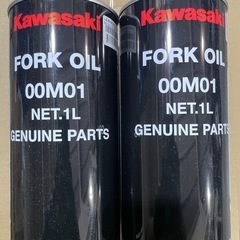 Kawasaki
FORK OIL
00M01
NET.1L
GENUINE PARTS
Kawasaki
FORK OIL
00M01
NET.1L
GENUINE PARTS